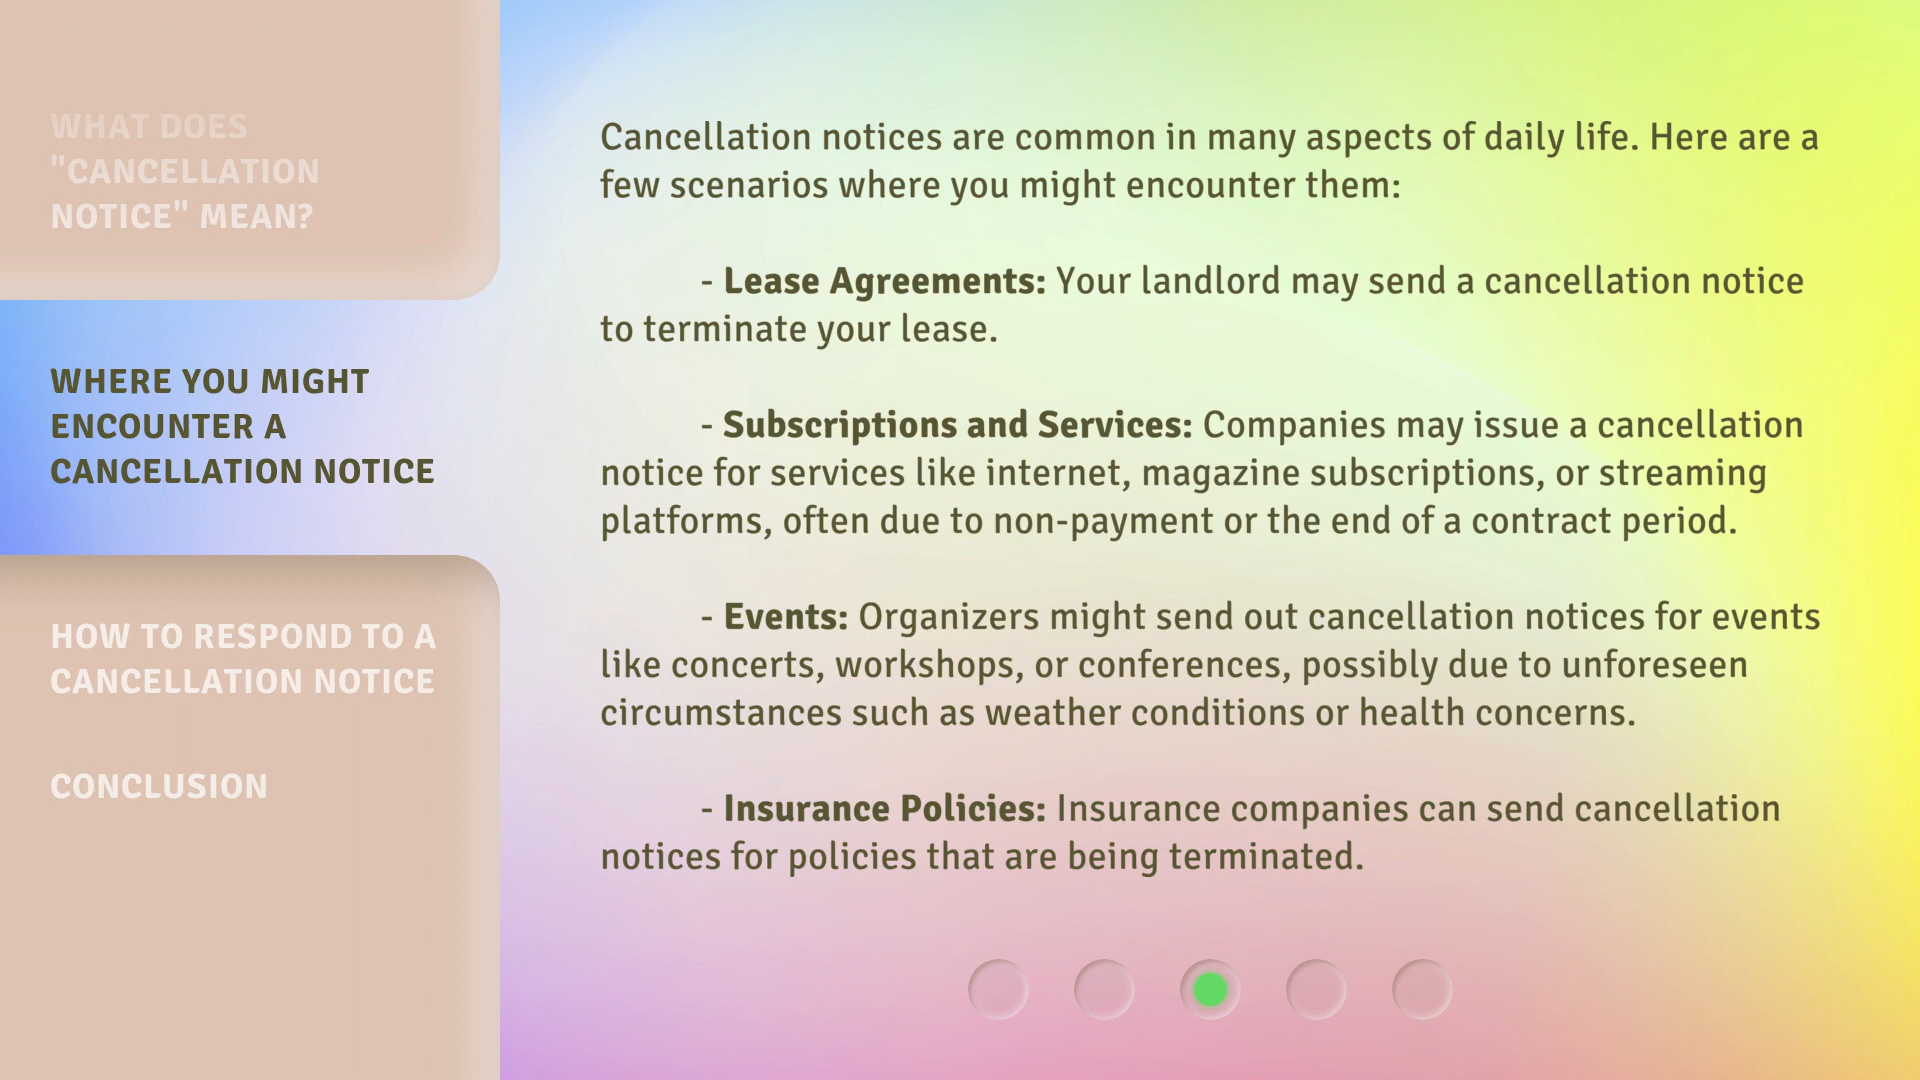 WHAT DOES
"CANCELLATION
NOTICE" MEAN?
WHERE YOU MIGHT
ENCOUNTER A
CANCELLATION NOTICE
HOW TO RESPOND TO A
CANCELLATION NOTICE
CONCLUSION
Cancellation notices are common in many aspects of daily life. Here are a
few scenarios where you might encounter them:
- Lease Agreements: Your landlord may send a cancellation notice
to terminate your lease.
- Subscriptions and Services: Companies may issue a cancellation
notice for services like internet, magazine subscriptions, or streaming
platforms, often due to non-payment or the end of a contract period.
- Events: Organizers might send out cancellation notices for events
like concerts, workshops, or conferences, possibly due to unforeseen
circumstances such as weather conditions or health concerns.
- Insurance Policies: Insurance companies can send cancellation
notices for policies that are being terminated.